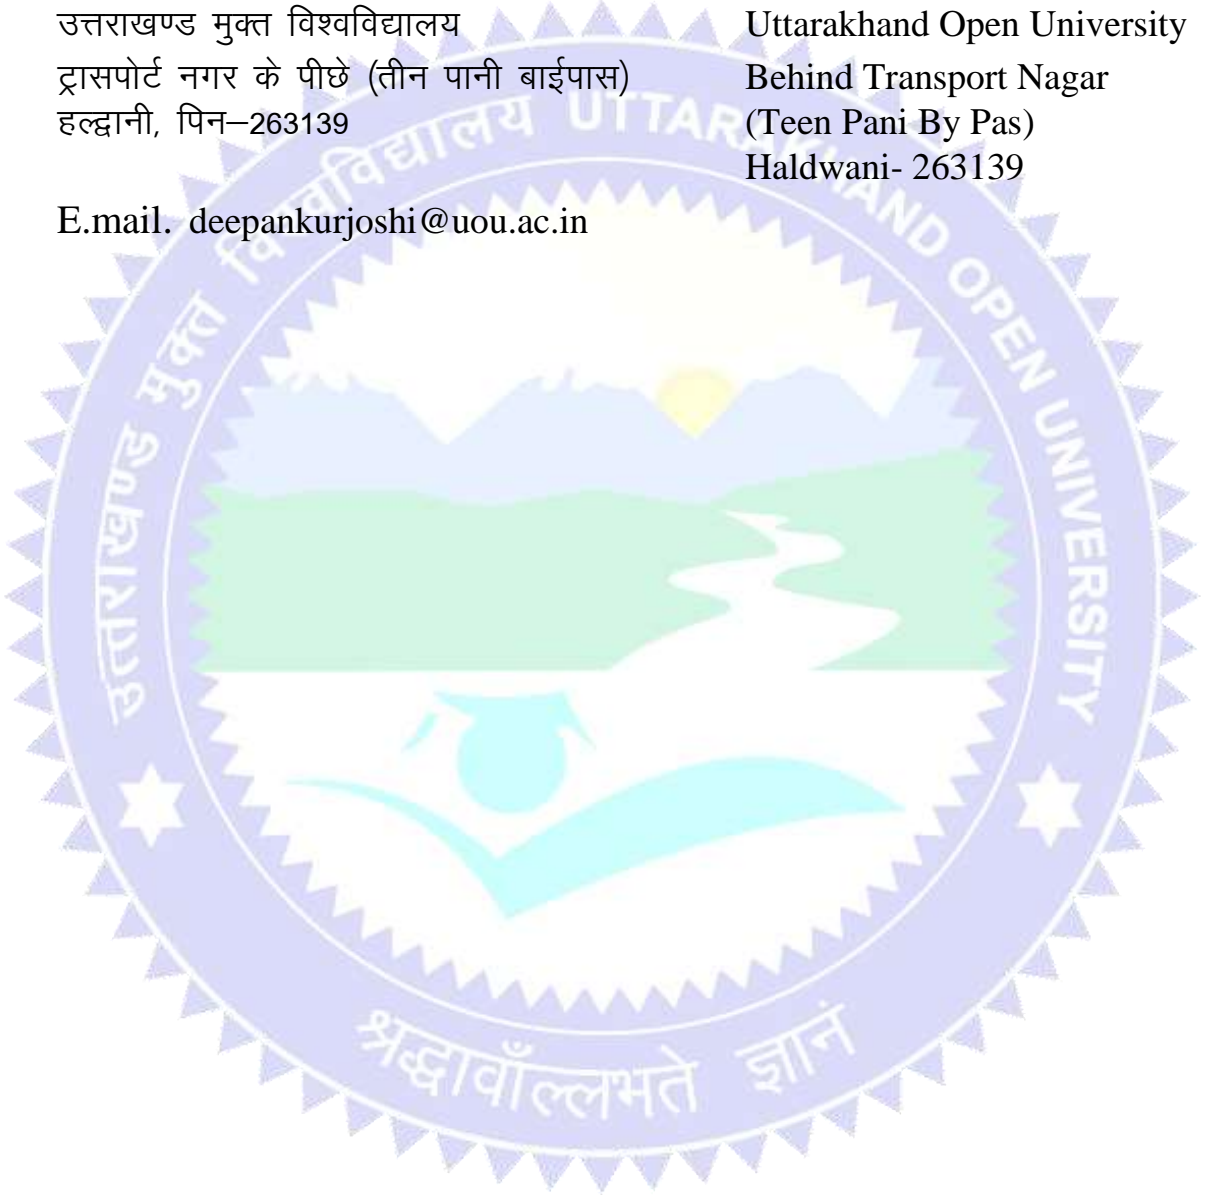 उत्तराखण्ड मुक्त विश्वविद्यालय
ट्रासपोर्ट नगर के पीछे (तीन पानी बाईपास)
हल्द्वानी, पिन–263139
E.mail. deepankurjoshi@uou.ac.in
Uttarakhand Open University
Behind Transport Nagar
(Teen Pani By Pas)
Haldwani- 263139
उत्तराखण्ड मुक्त विश्वविद्यालय UTTARAKHAND OPEN UNIVERSITY
श्रद्धावाँल्लभते ज्ञानं